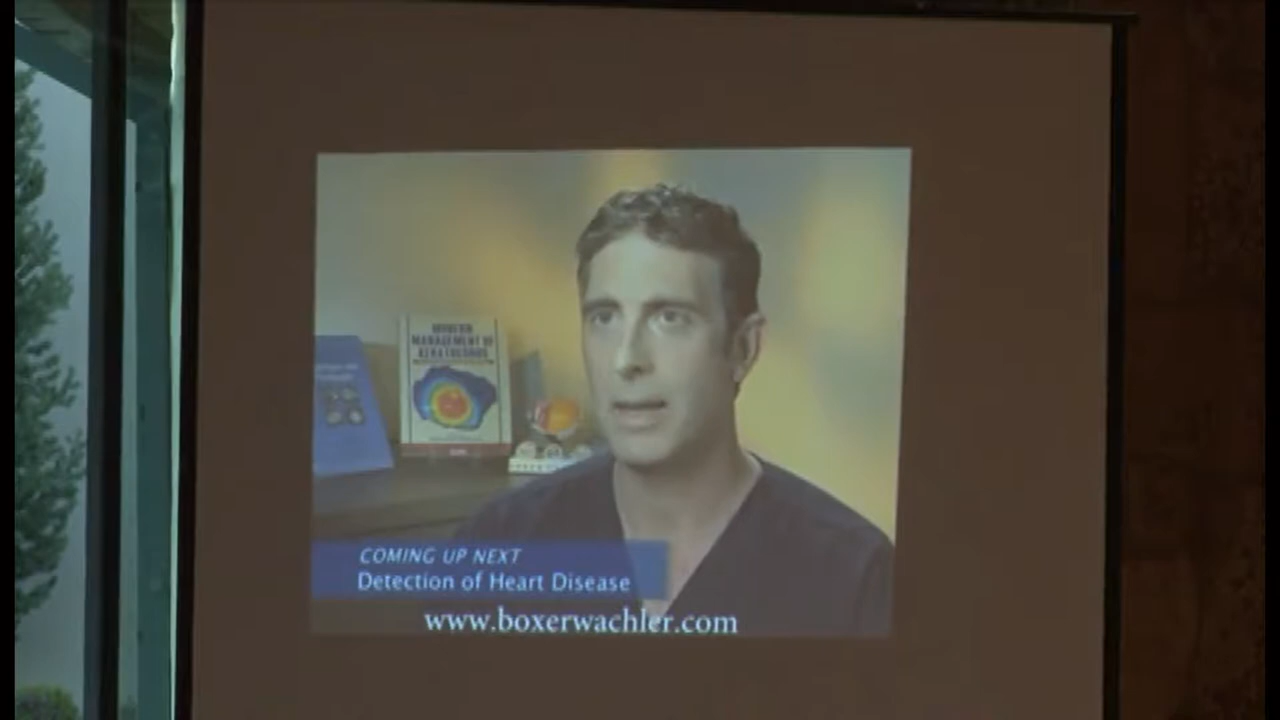 MODERN
MANAGEMENT OF
KERATOCONUS
COMING UP NEXT
Detection of Heart Disease
www.boxerwachler.com